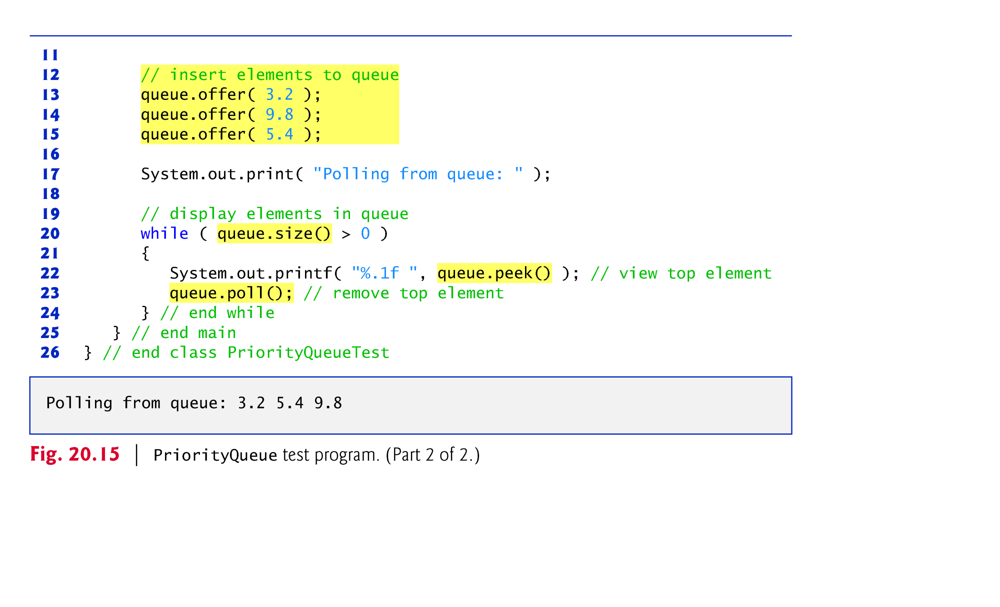 11
12 // insert elements to queue
13 queue.offer( 3.2 );
14 queue.offer( 9.8 );
15 queue.offer( 5.4 );
16
17 System.out.print( "Polling from queue: " );
18
19 // display elements in queue
20 while ( queue.size() > 0 )
21 {
22 System.out.printf( "%.1f ", queue.peek() ); // view top element
23 queue.poll(); // remove top element
24 } // end while
25 } // end main
26 } // end class PriorityQueueTest
Polling from queue: 3.2 5.4 9.8
Fig. 20.15 | PriorityQueue test program. (Part 2 of 2.)